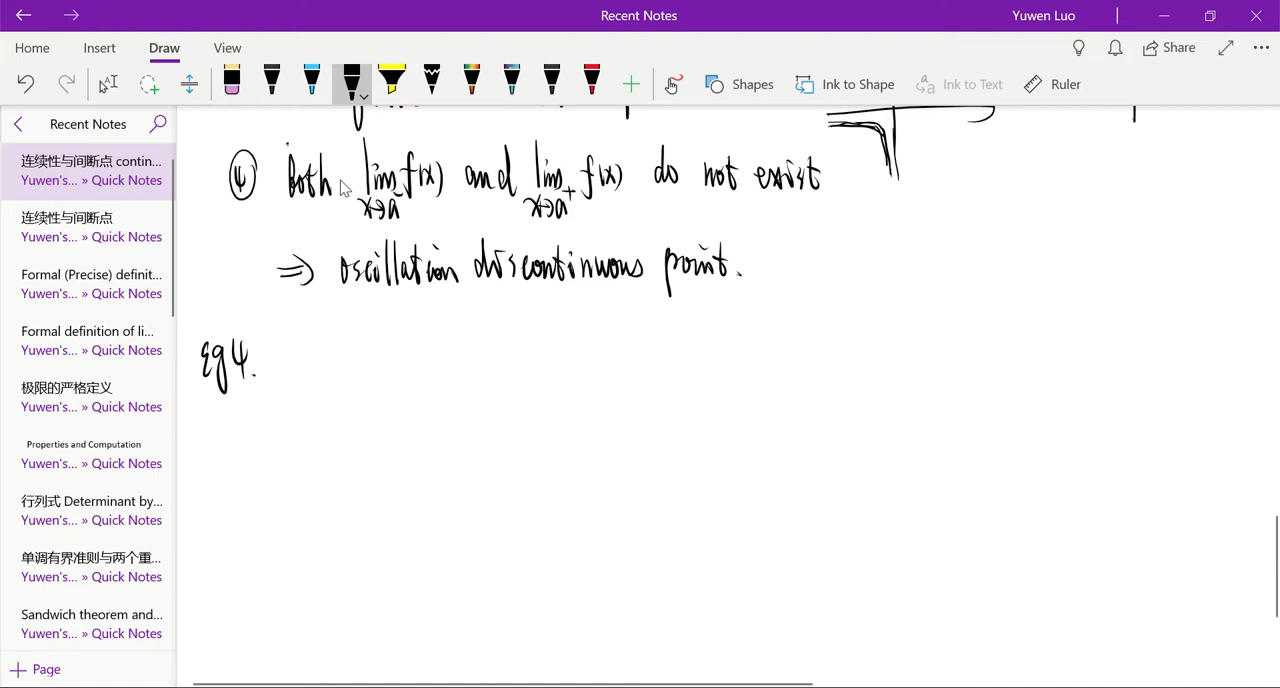 Recent Notes
Yuwen Luo
Home Insert Draw View
Share
Shapes
Ink to Shape
Ink to Text
Ruler
Recent Notes
连续性与间断点 contin...
Yuwen's... » Quick Notes
连续性与间断点
Yuwen's... » Quick Notes
Formal (Precise) definit...
Yuwen's... » Quick Notes
Formal definition of li...
Yuwen's... » Quick Notes
极限的严格定义
Yuwen's... » Quick Notes
Properties and Computation
Yuwen's... » Quick Notes
行列式 Determinant by...
Yuwen's... » Quick Notes
单调有界准则与两个重...
Yuwen's... » Quick Notes
Sandwich theorem and...
Yuwen's... » Quick Notes
Page
④ both lim x→a⁻ f(x) and lim x→a⁺ f(x) do not exist
⇒ oscillation discontinuous point.
Eg 4.